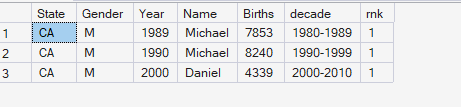 State Gender Year Name Births decade rnk
1 CA M 1989 Michael 7853 1980-1989 1
2 CA M 1990 Michael 8240 1990-1999 1
3 CA M 2000 Daniel 4339 2000-2010 1